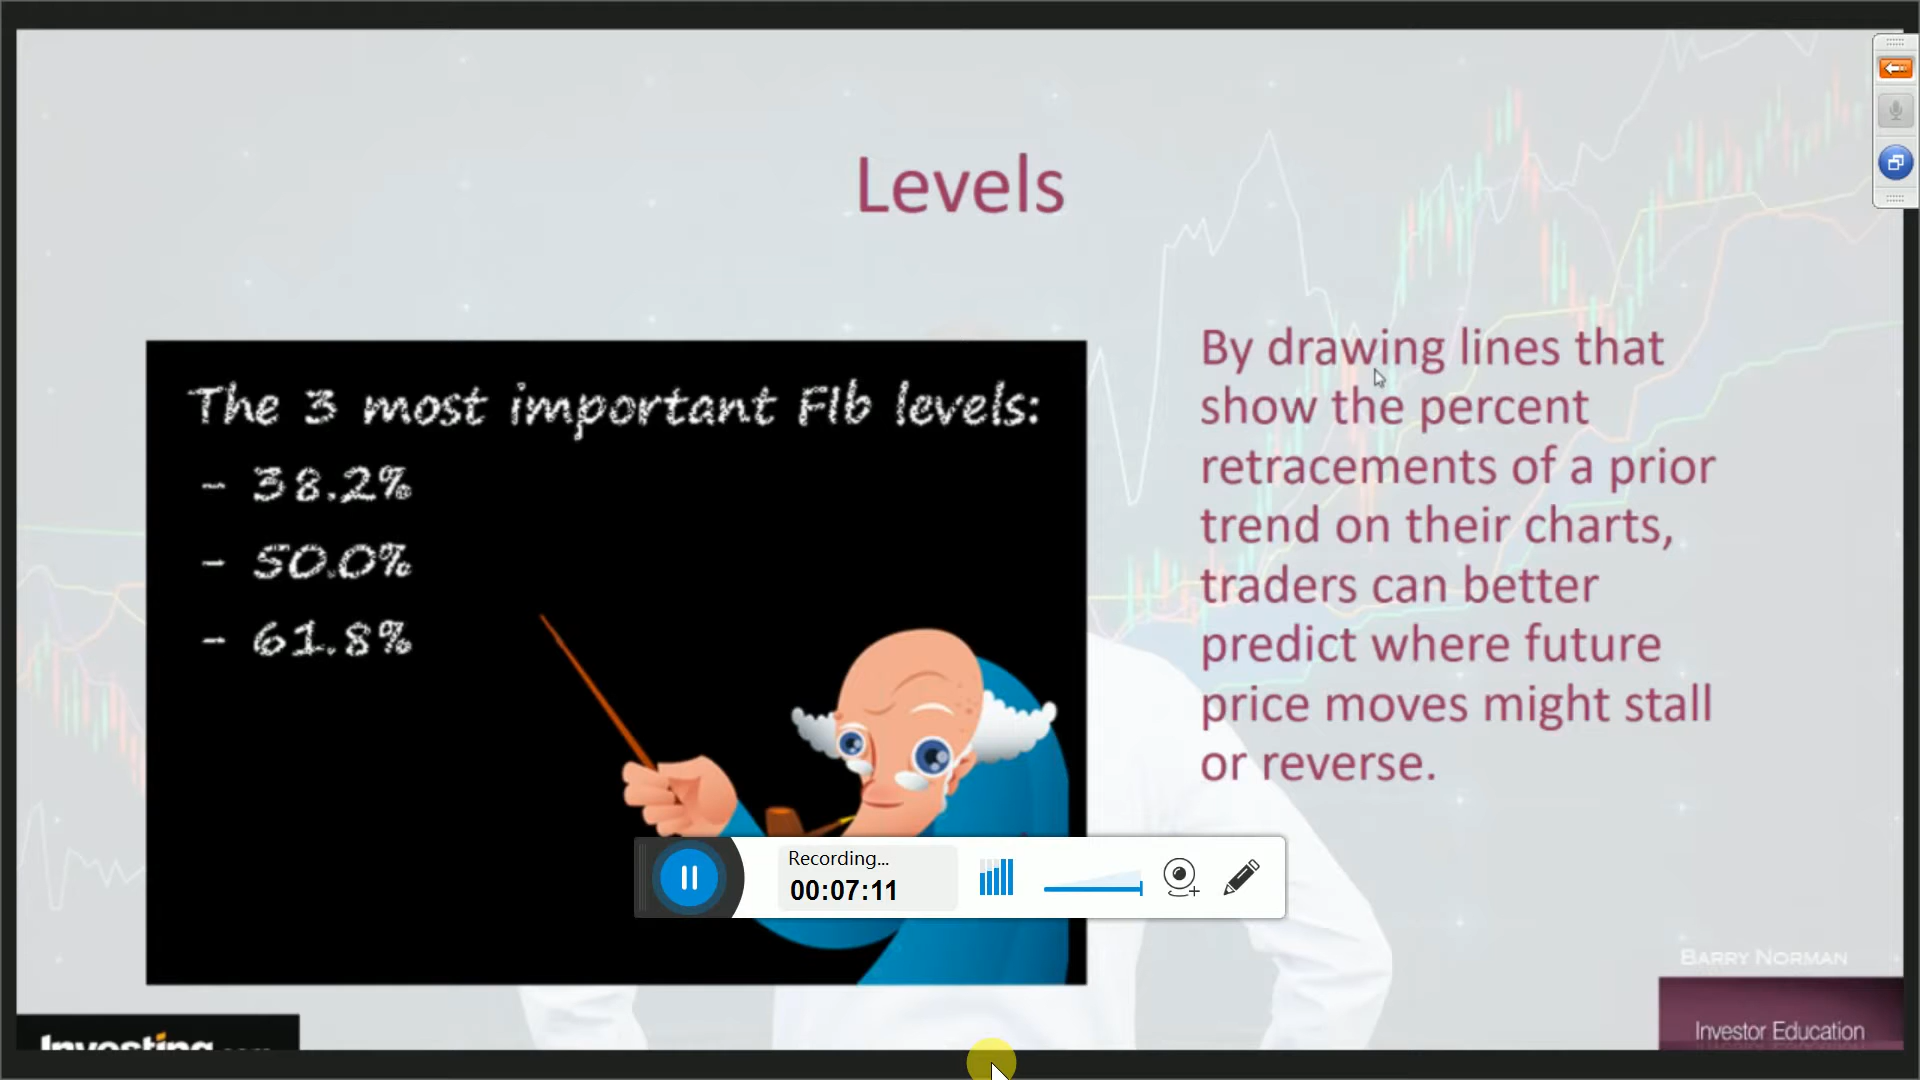 Levels
The 3 most important FIb levels:
- 38.2%
- 50.0%
- 61.8%
By drawing lines that
show the percent
retracements of a prior
trend on their charts,
traders can better
predict where future
price moves might stall
or reverse.
Recording...
00:07:11
BARRY NORMAN
Investing.com
Investor Education